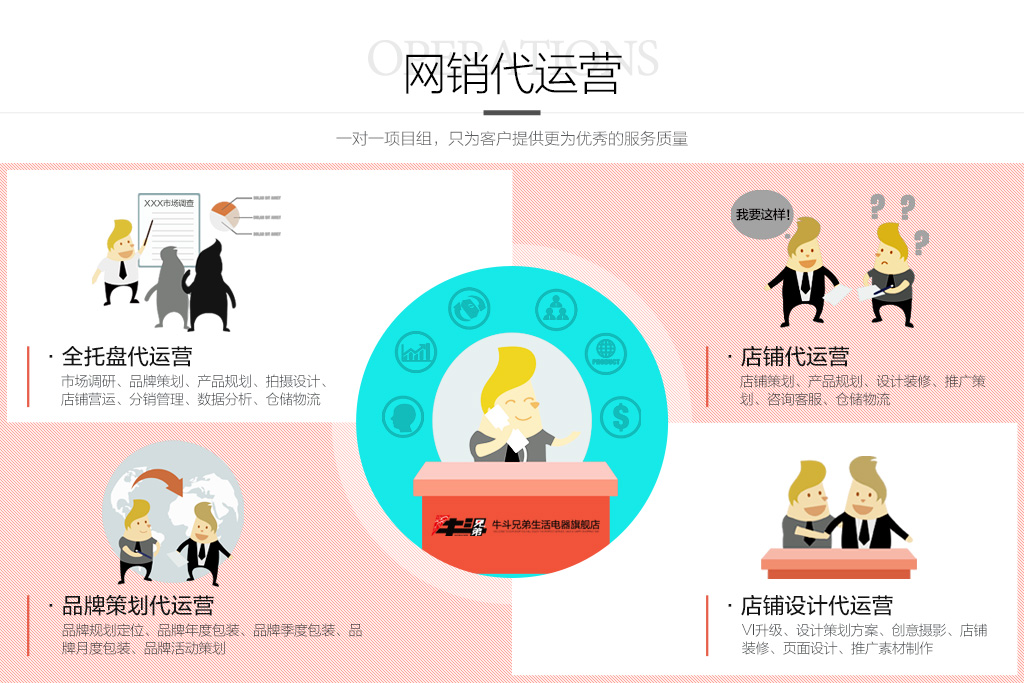 OPERATIONS
网销代运营
一对一项目组，只为客户提供更为优秀的服务质量
XXX市场调查
· 全托盘代运营
市场调研、品牌策划、产品规划、拍摄设计、
店铺营运、分销管理、数据分析、仓储物流
我要这样!
? ? ?
· 店铺代运营
店铺策划、产品规划、设计装修、推广策
划、咨询客服、仓储物流
PRODUCT
$
牛斗兄弟
牛斗兄弟生活电器旗舰店
· 品牌策划代运营
品牌规划定位、品牌年度包装、品牌季度包装、品
牌月度包装、品牌活动策划
· 店铺设计代运营
VI升级、设计策划方案、创意摄影、店铺
装修、页面设计、推广素材制作